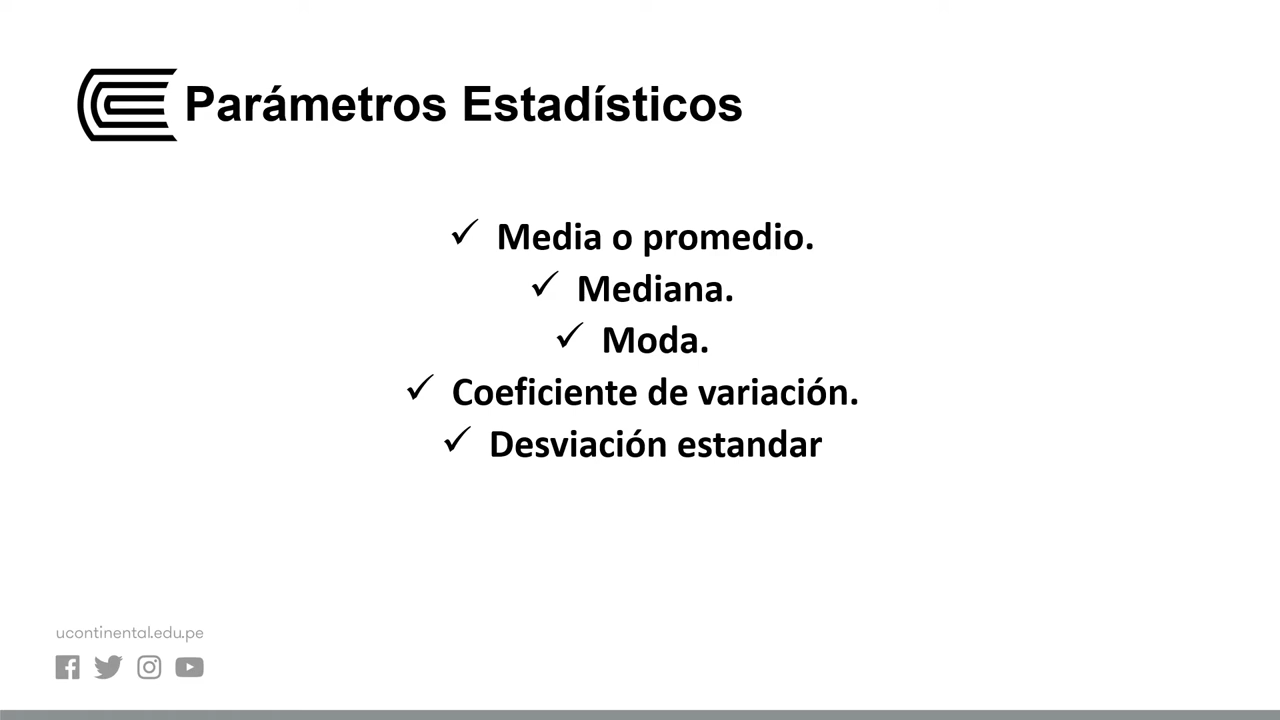 Parámetros Estadísticos
✓ Media o promedio.
✓ Mediana.
✓ Moda.
✓ Coeficiente de variación.
✓ Desviación estandar
ucontinental.edu.pe